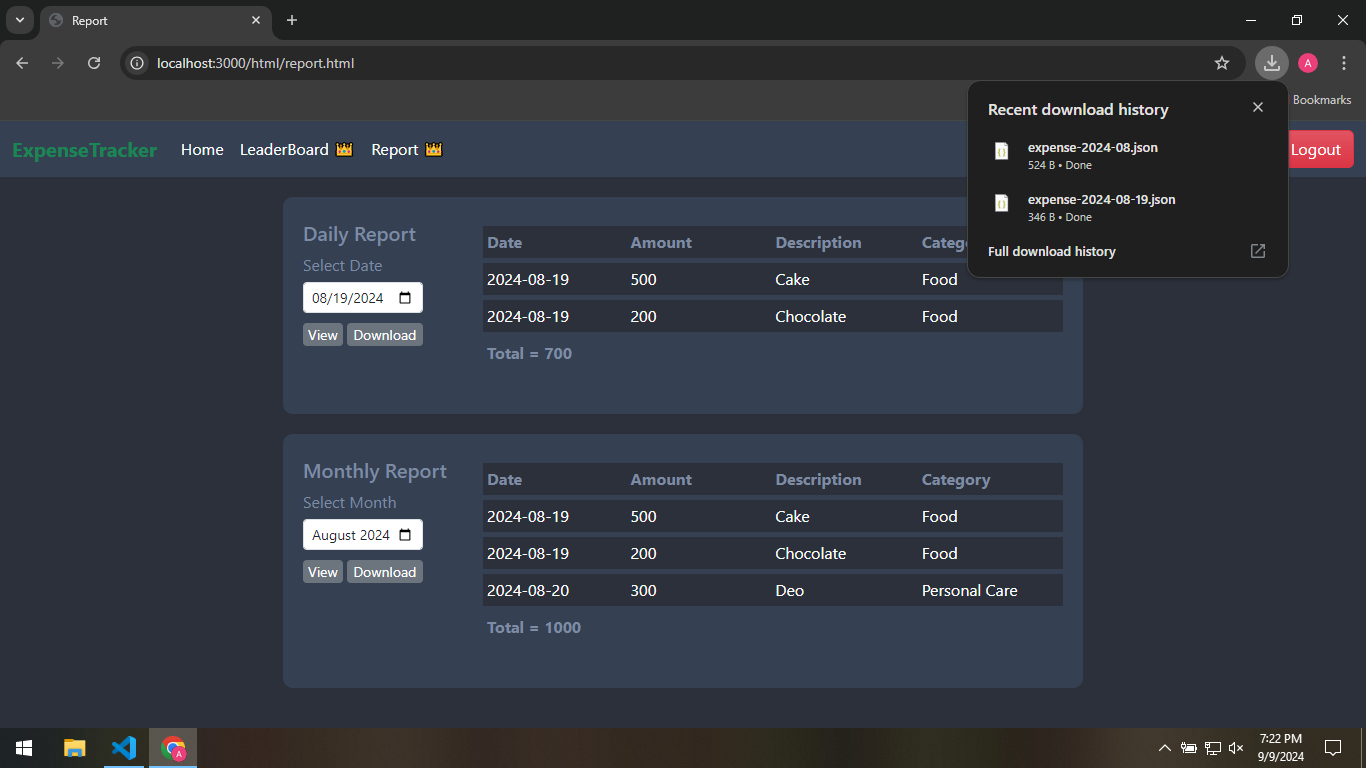 Report
localhost:3000/html/report.html
A
Bookmarks
Recent download history
expense-2024-08.json
524 B • Done
expense-2024-08-19.json
346 B • Done
Full download history
ExpenseTracker Home LeaderBoard 👑 Report 👑 Logout
Daily Report
Select Date
08/19/2024
View Download
Date Amount Description Categ
2024-08-19 500 Cake Food
2024-08-19 200 Chocolate Food
Total = 700
Monthly Report
Select Month
August 2024
View Download
Date Amount Description Category
2024-08-19 500 Cake Food
2024-08-19 200 Chocolate Food
2024-08-20 300 Deo Personal Care
Total = 1000
A
7:22 PM
9/9/2024